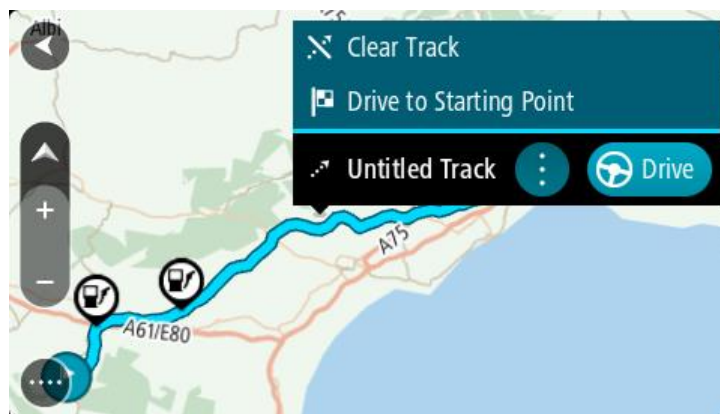 Albi
Clear Track
Drive to Starting Point
Untitled Track
Drive
A75
A61/E80